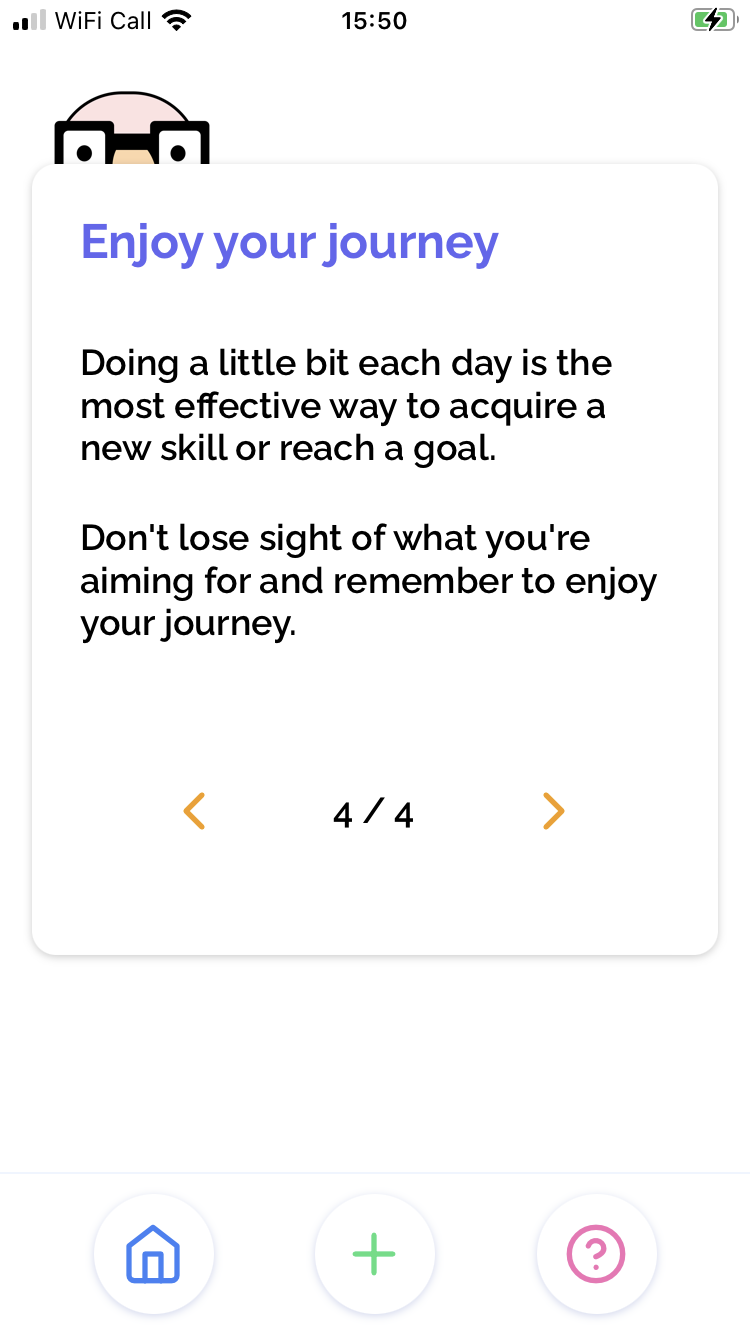 WiFi Call 15:50
Enjoy your journey
Doing a little bit each day is the
most effective way to acquire a
new skill or reach a goal.
Don't lose sight of what you're
aiming for and remember to enjoy
your journey.
4 / 4
?